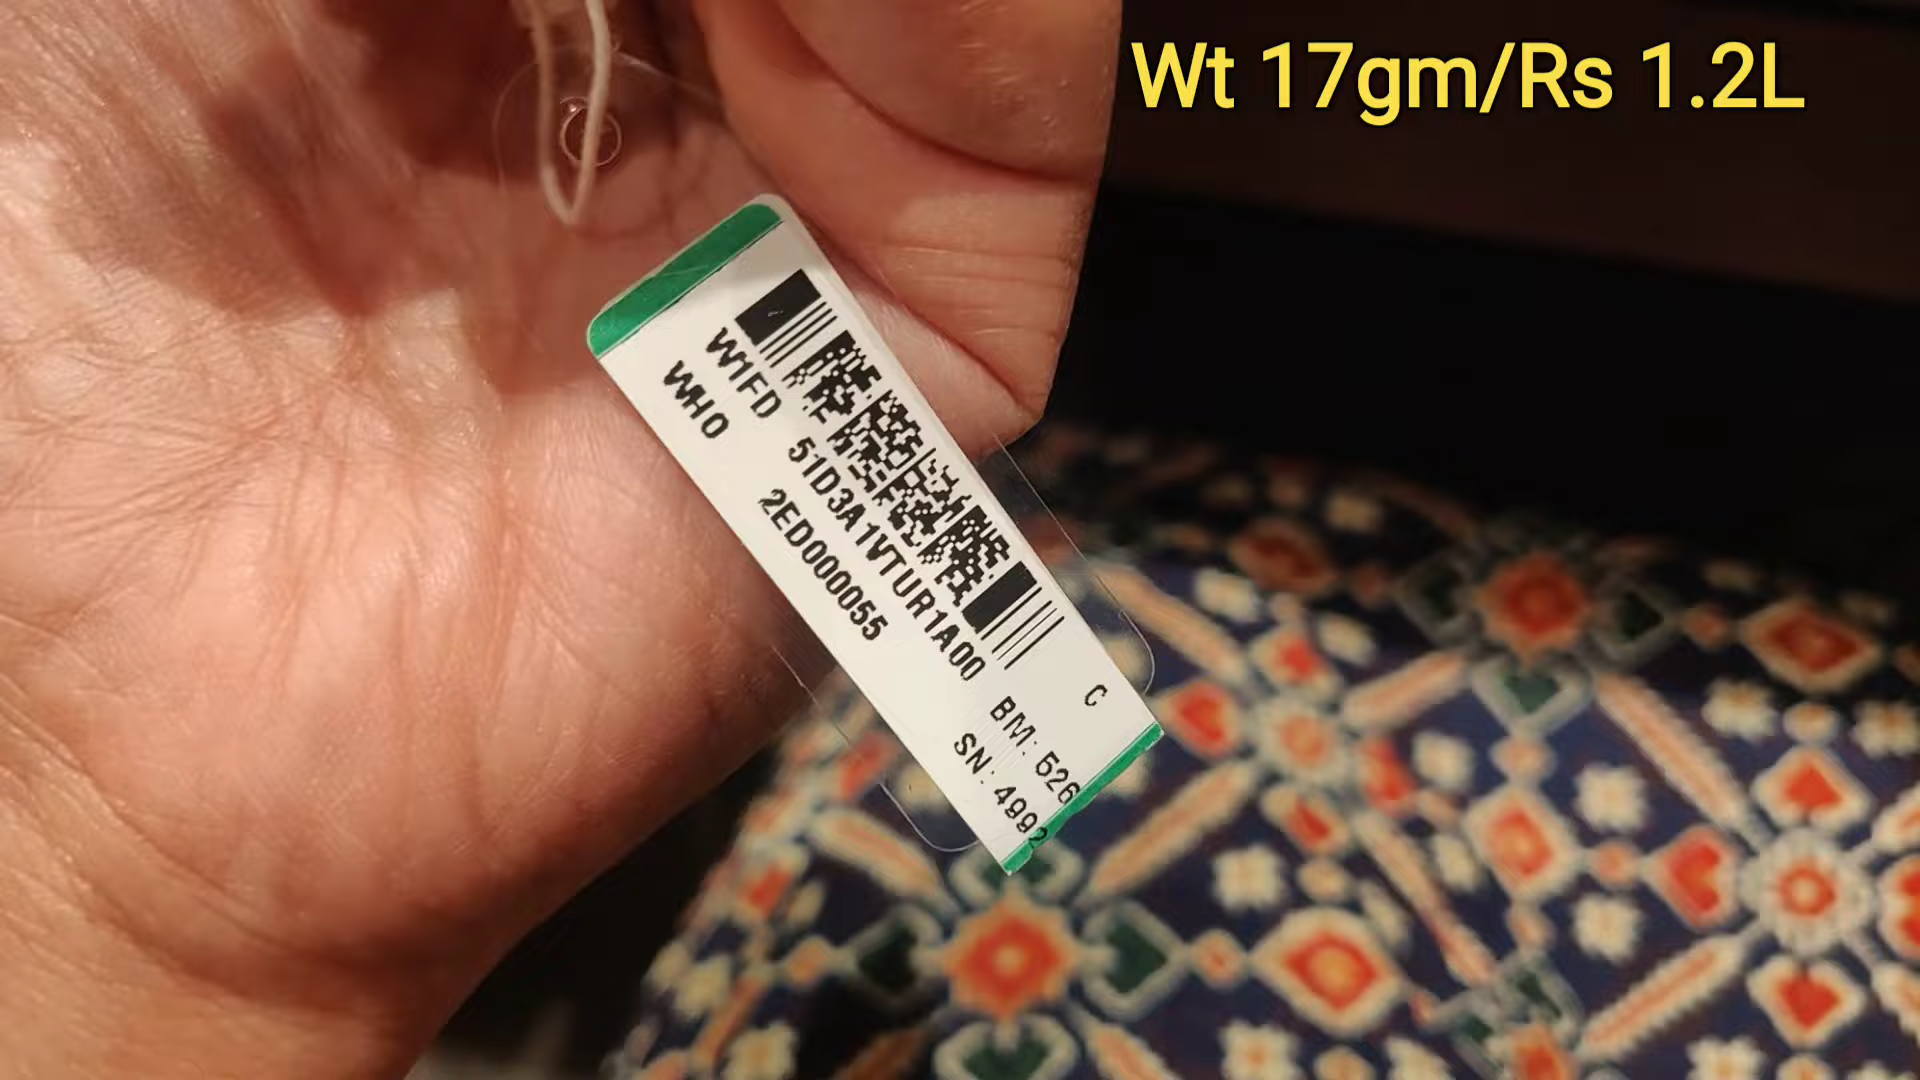 Wt 17gm/Rs 1.2L
C
W1FD 51D3A1VTUR1A00 BM: 526
WHO 2ED000055 SN: 4992